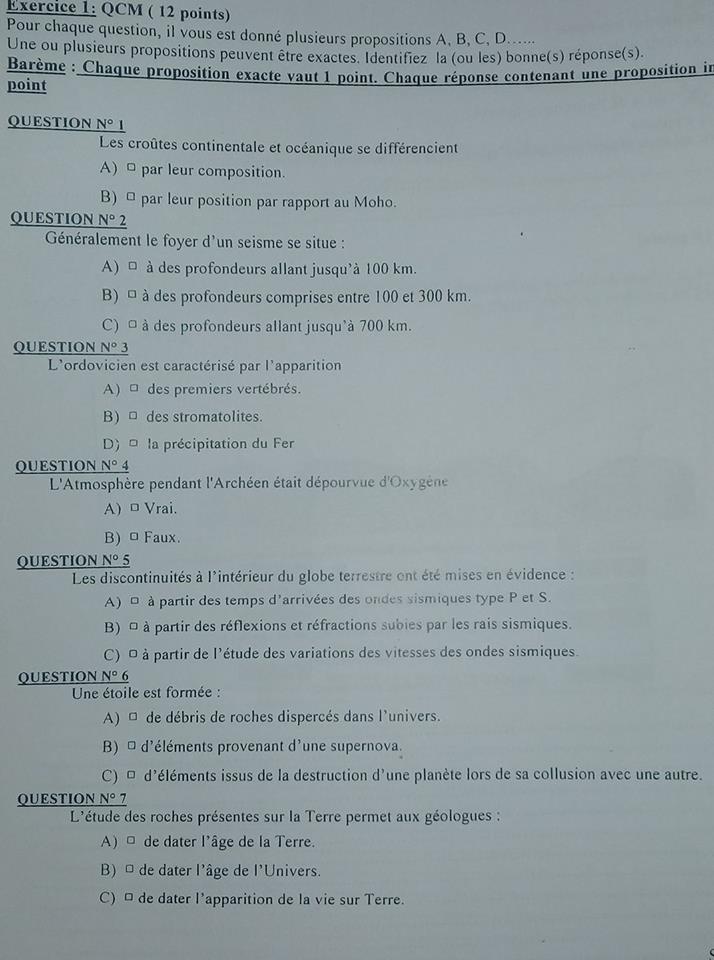 Exercice 1: QCM ( 12 points)
Pour chaque question, il vous est donné plusieurs propositions A, B, C, D......
Une ou plusieurs propositions peuvent être exactes. Identifiez la (ou les) bonne(s) réponse(s).
Barème : Chaque proposition exacte vaut 1 point. Chaque réponse contenant une proposition
point
QUESTION N° 1
Les croûtes continentale et océanique se différencient
A) □ par leur composition.
B) □ par leur position par rapport au Moho.
QUESTION N° 2
Généralement le foyer d'un seisme se situe :
A) □ à des profondeurs allant jusqu'à 100 km.
B) □ à des profondeurs comprises entre 100 et 300 km.
C) □ à des profondeurs allant jusqu'à 700 km.
QUESTION N° 3
L'ordovicien est caractérisé par l'apparition
A) □ des premiers vertébrés.
B) □ des stromatolites.
D) □ la précipitation du Fer
QUESTION N° 4
L'Atmosphère pendant l'Archéen était dépourvue d'Oxygène
A) □ Vrai.
B) □ Faux.
QUESTION N° 5
Les discontinuités à l'intérieur du globe terrestre ont été mises en évidence :
A) □ à partir des temps d'arrivées des ondes sismiques type P et S.
B) □ à partir des réflexions et réfractions subies par les rais sismiques.
C) □ à partir de l'étude des variations des vitesses des ondes sismiques.
QUESTION N° 6
Une étoile est formée :
A) □ de débris de roches dispercés dans l'univers.
B) □ d'éléments provenant d'une supernova.
C) □ d'éléments issus de la destruction d'une planète lors de sa collusion avec une autre.
QUESTION N° 7
L'étude des roches présentes sur la Terre permet aux géologues :
A) □ de dater l'âge de la Terre.
B) □ de dater l'âge de l'Univers.
C) □ de dater l'apparition de la vie sur Terre.